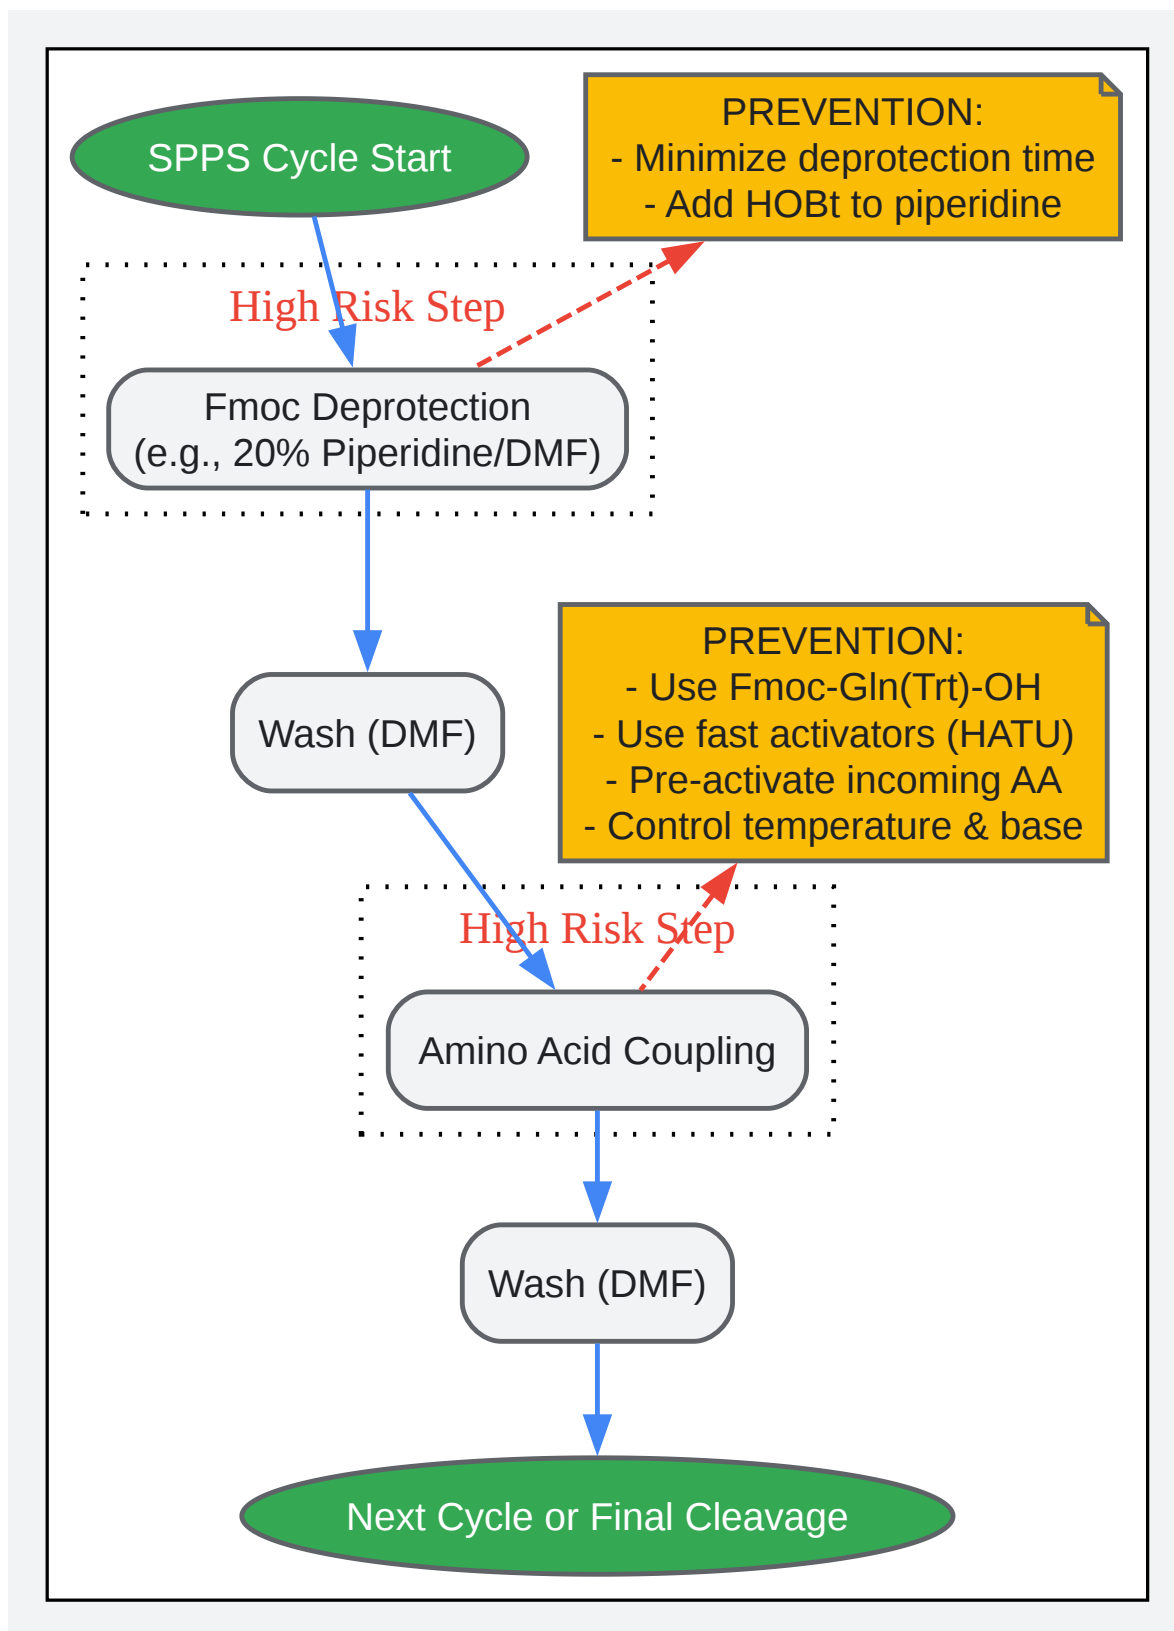 SPPS Cycle Start
PREVENTION:
- Minimize deprotection time
- Add HOBt to piperidine
High Risk Step
Fmoc Deprotection
(e.g., 20% Piperidine/DMF)
Wash (DMF)
PREVENTION:
- Use Fmoc-Gln(Trt)-OH
- Use fast activators (HATU)
- Pre-activate incoming AA
- Control temperature & base
High Risk Step
Amino Acid Coupling
Wash (DMF)
Next Cycle or Final Cleavage